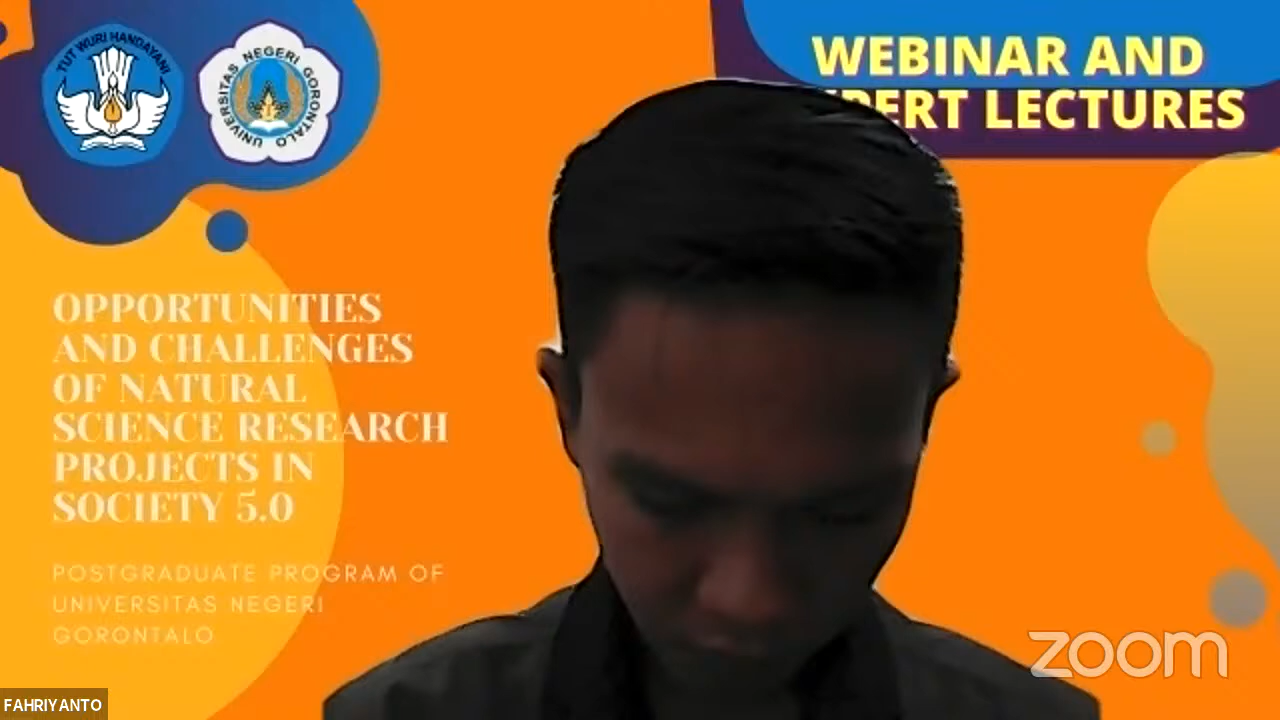 TUT WURI HANDAYANI
UNIVERSITAS NEGERI GORONTALO
WEBINAR AND
PERT LECTURES
OPPORTUNITIES
AND CHALLENGES
OF NATURAL
SCIENCE RESEARCH
PROJECTS IN
SOCIETY 5.0
POSTGRADUATE PROGRAM OF
UNIVERSITAS NEGERI
GORONTALO
zoom
FAHRIYANTO